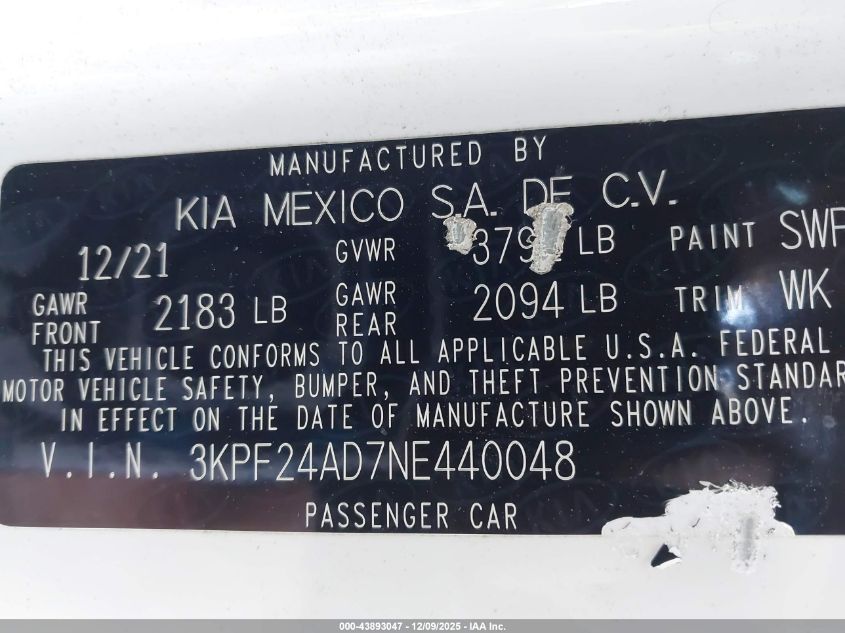 MANUFACTURED BY
KIA MEXICO S.A. DE C.V.
12/21 GVWR LB PAINT SWP
GAWR FRONT 2183 LB GAWR REAR 2094 LB TRIM WK
THIS VEHICLE CONFORMS TO ALL APPLICABLE U.S.A. FEDERAL
MOTOR VEHICLE SAFETY, BUMPER, AND THEFT PREVENTION STANDAR
IN EFFECT ON THE DATE OF MANUFACTURE SHOWN ABOVE.
V.I.N. 3KPF24AD7NE440048
PASSENGER CAR
000-43893047 - 12/09/2025 - IAA Inc.